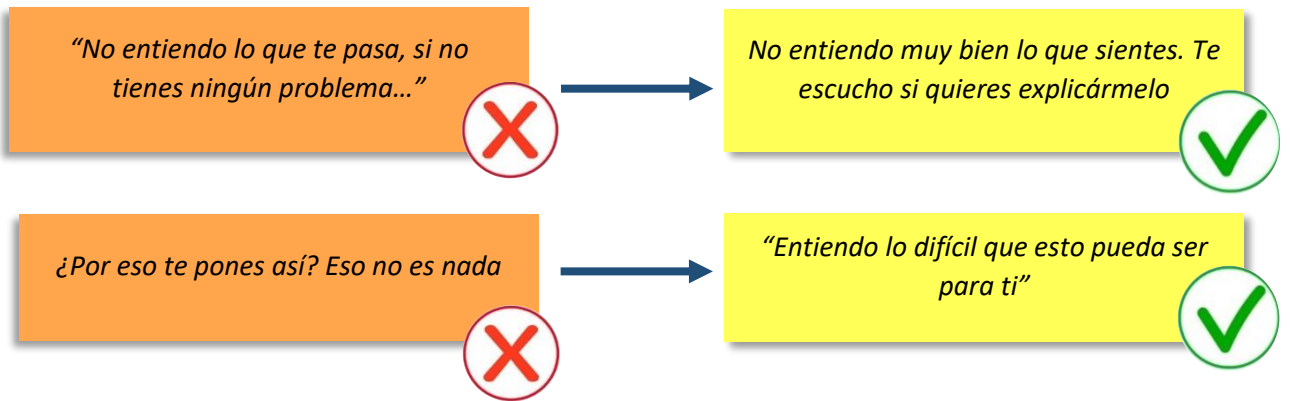 “No entiendo lo que te pasa, si no
tienes ningún problema…”
No entiendo muy bien lo que sientes. Te
escucho si quieres explicármelo
¿Por eso te pones así? Eso no es nada
“Entiendo lo difícil que esto pueda ser
para ti”